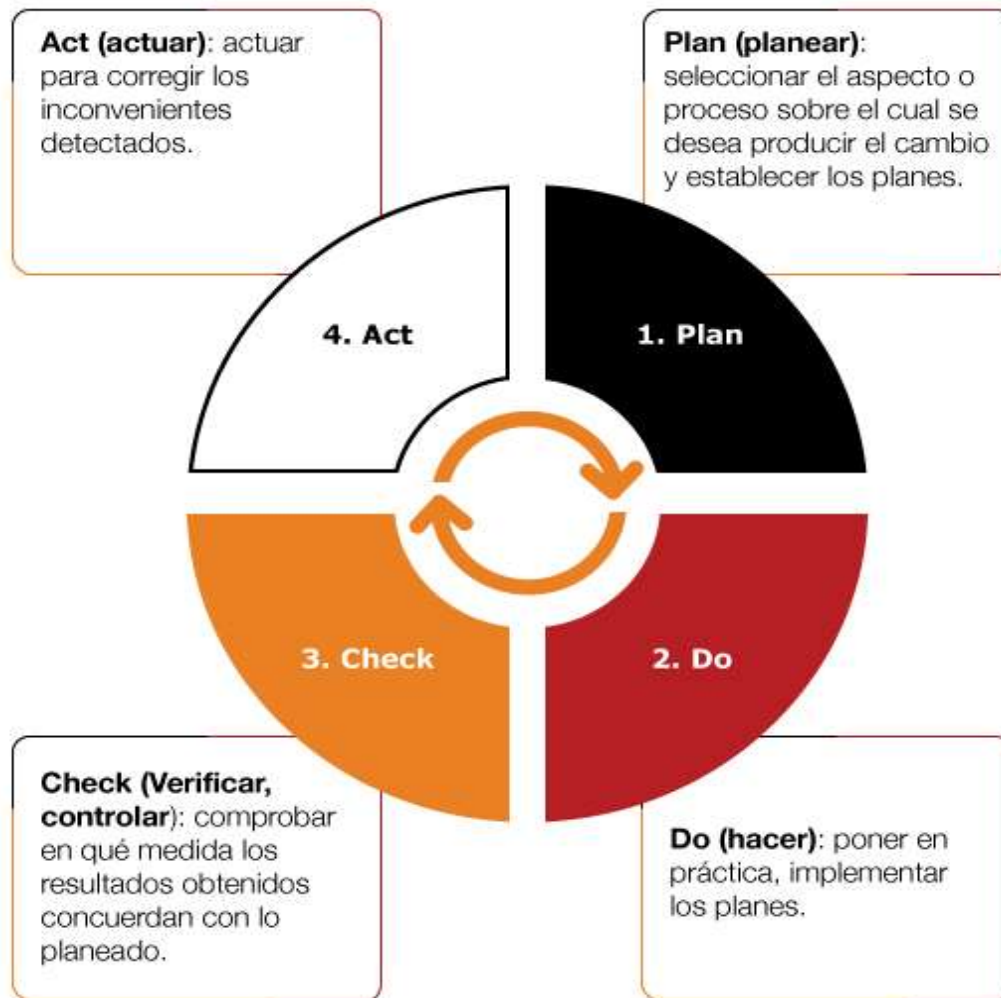 Act (actuar): actuar
para corregir los
inconvenientes
detectados.
Plan (planear):
seleccionar el aspecto o
proceso sobre el cual se
desea producir el cambio
y establecer los planes.
4. Act
1. Plan
3. Check
2. Do
Check (Verificar,
controlar): comprobar
en qué medida los
resultados obtenidos
concuerdan con lo
planeado.
Do (hacer): poner en
práctica, implementar
los planes.